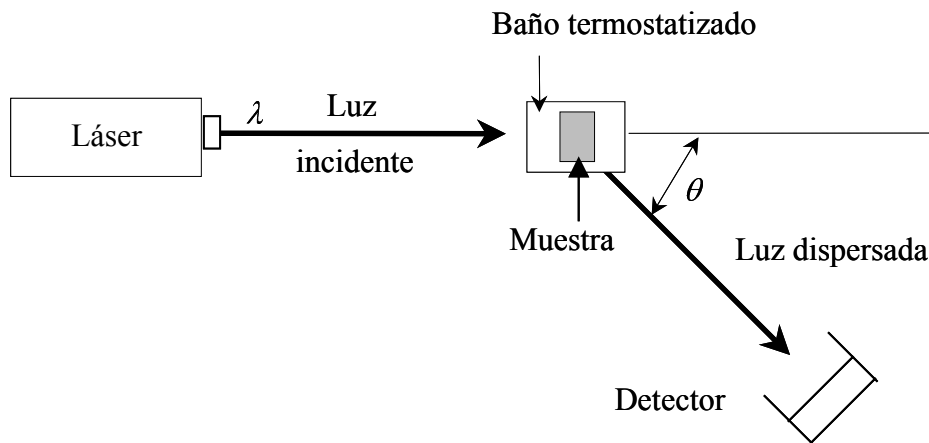 Baño termostatizado
Láser
λ
Luz
incidente
θ
Muestra
Luz dispersada
Detector